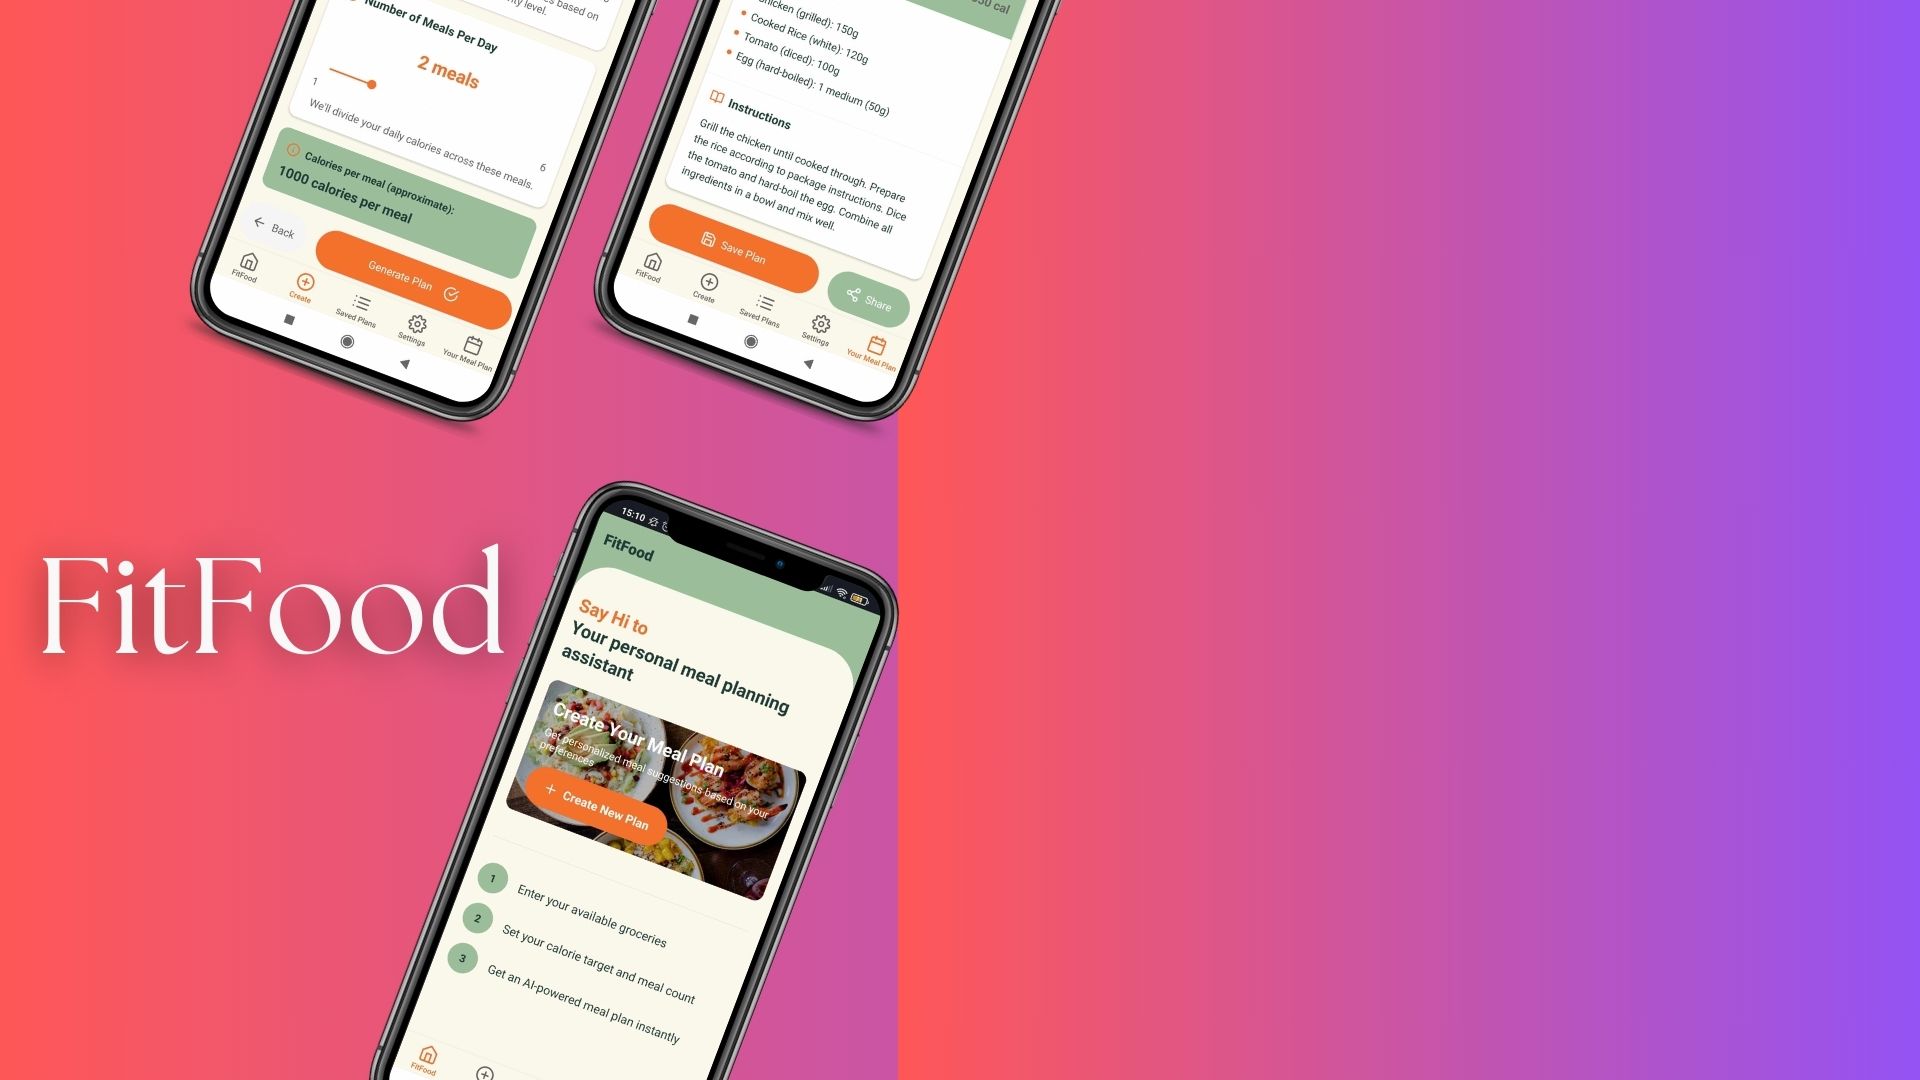 es based on
ity level.
Number of Meals Per Day
2 meals
1
6
We'll divide your daily calories across these meals.
Calories per meal (approximate):
1000 calories per meal
Back
Generate Plan
FitFood
Create
Saved Plans
Settings
Your Meal Plan
cal
Chicken (grilled): 150g
Cooked Rice (white): 120g
Tomato (diced): 100g
Egg (hard-boiled): 1 medium (50g)
Instructions
Grill the chicken until cooked through. Prepare
the rice according to package instructions. Dice
the tomato and hard-boil the egg. Combine all
ingredients in a bowl and mix well.
Save Plan
Share
FitFood
Create
Saved Plans
Settings
Your Meal Plan
FitFood
15:10
FitFood
Say Hi to
Your personal meal planning
assistant
Create Your Meal Plan
Get personalized meal suggestions based on your
preferences
Create New Plan
1
Enter your available groceries
2
Set your calorie target and meal count
3
Get an AI-powered meal plan instantly
FitFood